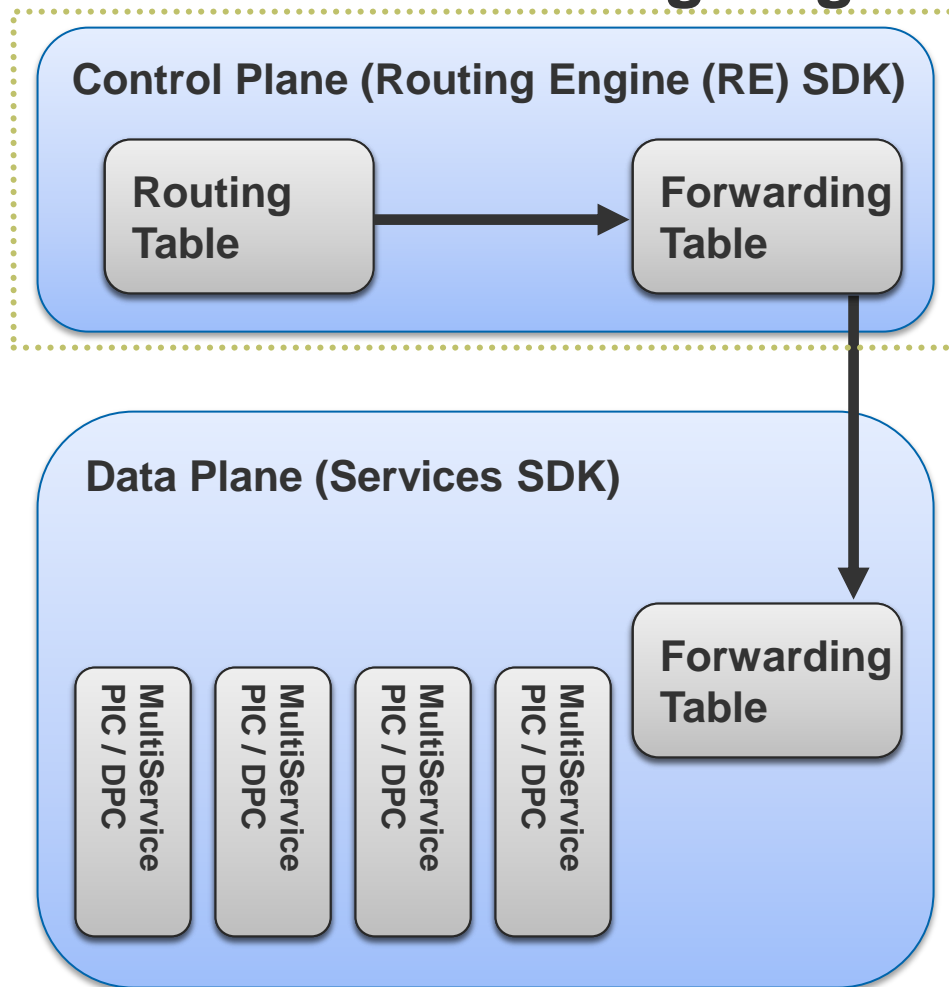 Control Plane (Routing Engine (RE) SDK)
Routing
Table
Forwarding
Table
Data Plane (Services SDK)
Forwarding
Table
MultiService
PIC / DPC
MultiService
PIC / DPC
MultiService
PIC / DPC
MultiService
PIC / DPC